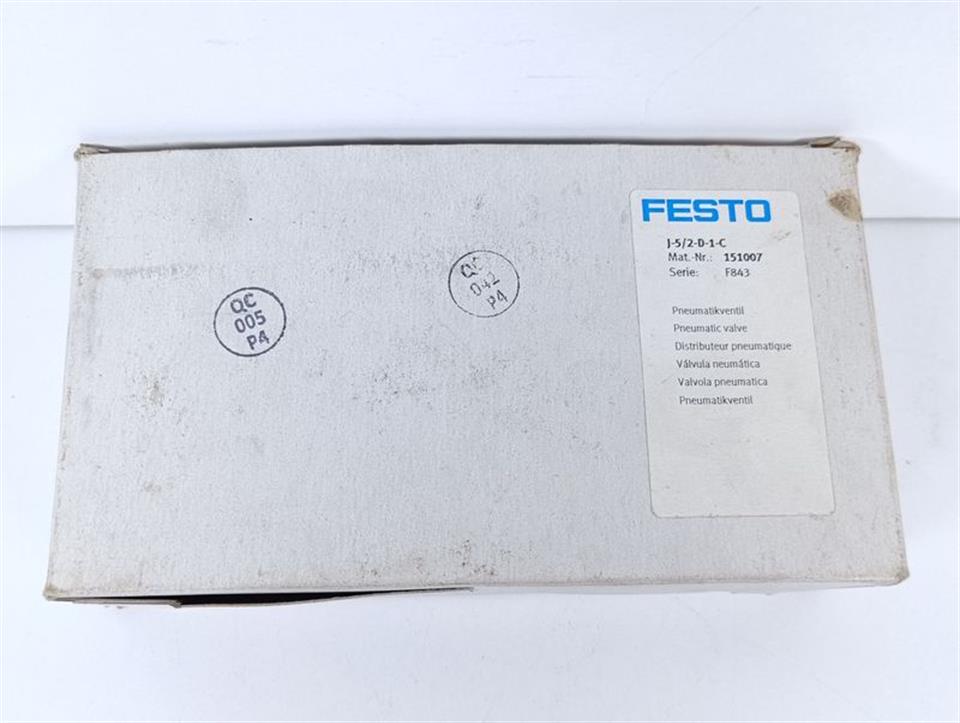 FESTO
J-5/2-D-1-C
Mat.-Nr.: 151007
Serie: F843
Pneumatikventil
Pneumatic valve
Distributeur pneumatique
Válvula neumática
Valvola pneumatica
Pneumatikventil
QC
005
P4
QC
042
P4